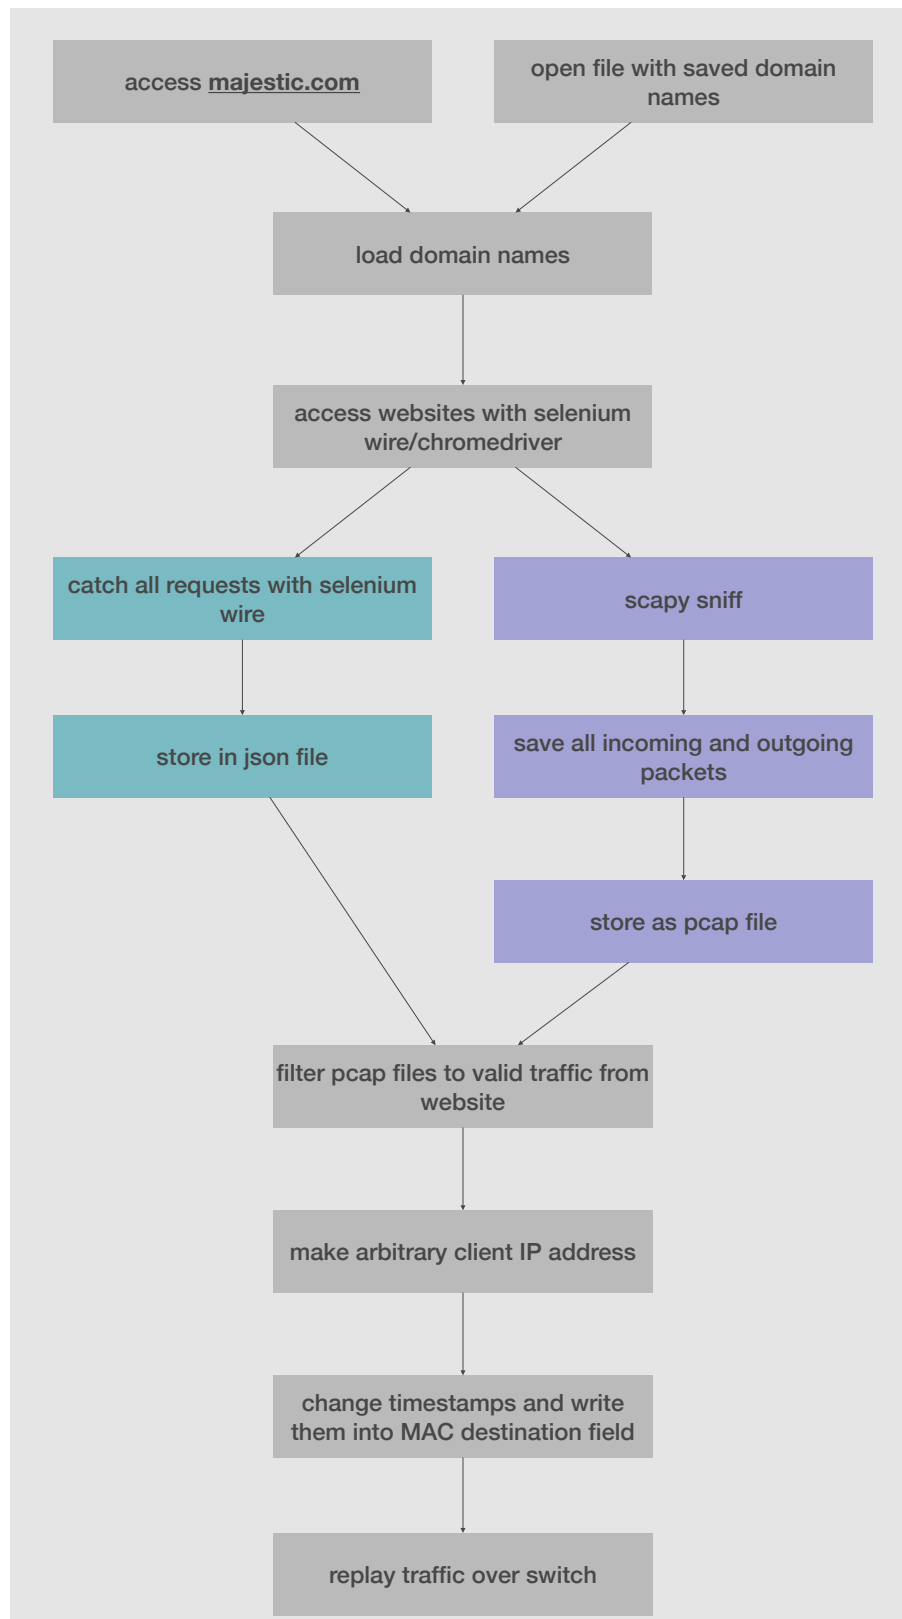 access majestic.com
open file with saved domain
names
load domain names
access websites with selenium
wire/chromedriver
catch all requests with selenium
wire
scapy sniff
store in json file
save all incoming and outgoing
packets
store as pcap file
filter pcap files to valid traffic from
website
make arbitrary client IP address
change timestamps and write
them into MAC destination field
replay traffic over switch